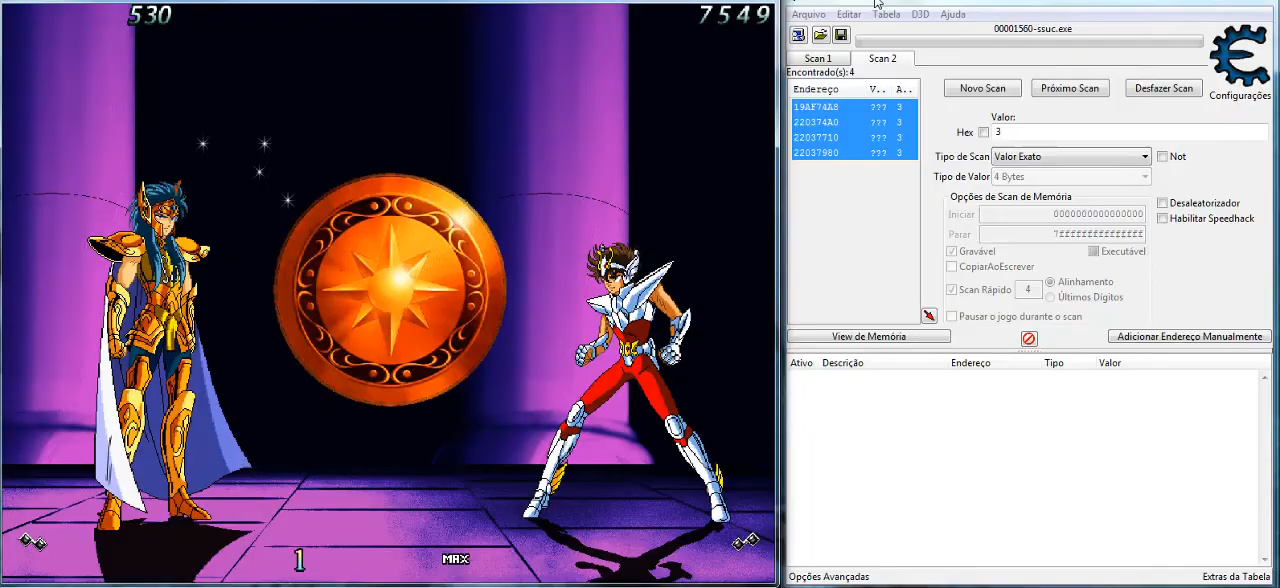 530
7549
1
MAX
Arquivo Editar Tabela D3D Ajuda
00001560-ssuc.exe
Scan 1 Scan 2
Encontrado(s):4
Endereço V.. A..
19AF74A8 ??? 3
220374A0 ??? 3
22037710 ??? 3
22037980 ??? 3
Novo Scan Próximo Scan Desfazer Scan
Configurações
Valor:
Hex 3
Tipo de Scan Valor Exato Not
Tipo de Valor 4 Bytes
Opções de Scan de Memória
Desaleatorizador
Iniciar 0000000000000000
Habilitar Speedhack
Parar 7fffffffffffffff
Gravável Executável
CopiarAoEscrever
Scan Rápido 4 Alinhamento
Últimos Dígitos
Pausar o jogo durante o scan
View de Memória Adicionar Endereço Manualmente
Ativo Descrição Endereço Tipo Valor
Opções Avançadas Extras da Tabela